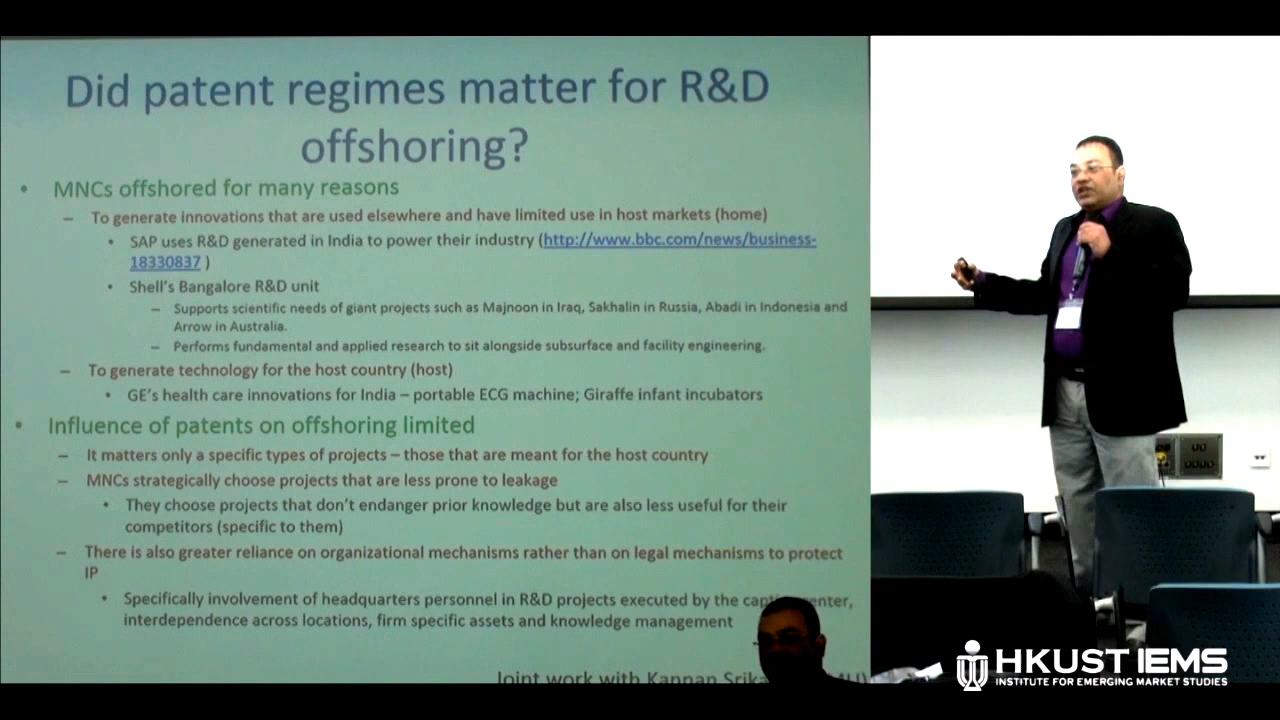 Did patent regimes matter for R&D
offshoring?
• MNCs offshored for many reasons
– To generate innovations that are used elsewhere and have limited use in host markets (home)
• SAP uses R&D generated in India to power their industry (http://www.bbc.com/news/business-
18330837 )
• Shell's Bangalore R&D unit
– Supports scientific needs of giant projects such as Majnoon in Iraq, Sakhalin in Russia, Abadi in Indonesia and
Arrow in Australia.
– Performs fundamental and applied research to sit alongside subsurface and facility engineering.
– To generate technology for the host country (host)
• GE's health care innovations for India – portable ECG machine; Giraffe infant incubators
• Influence of patents on offshoring limited
– It matters only a specific types of projects – those that are meant for the host country
– MNCs strategically choose projects that are less prone to leakage
• They choose projects that don't endanger prior knowledge but are also less useful for their
competitors (specific to them)
– There is also greater reliance on organizational mechanisms rather than on legal mechanisms to protect
IP
• Specifically involvement of headquarters personnel in R&D projects executed by the
interdependence across locations, firm specific assets and knowledge management
Joint work with Kannan
HKUST IEMS
INSTITUTE FOR EMERGING MARKET STUDIES